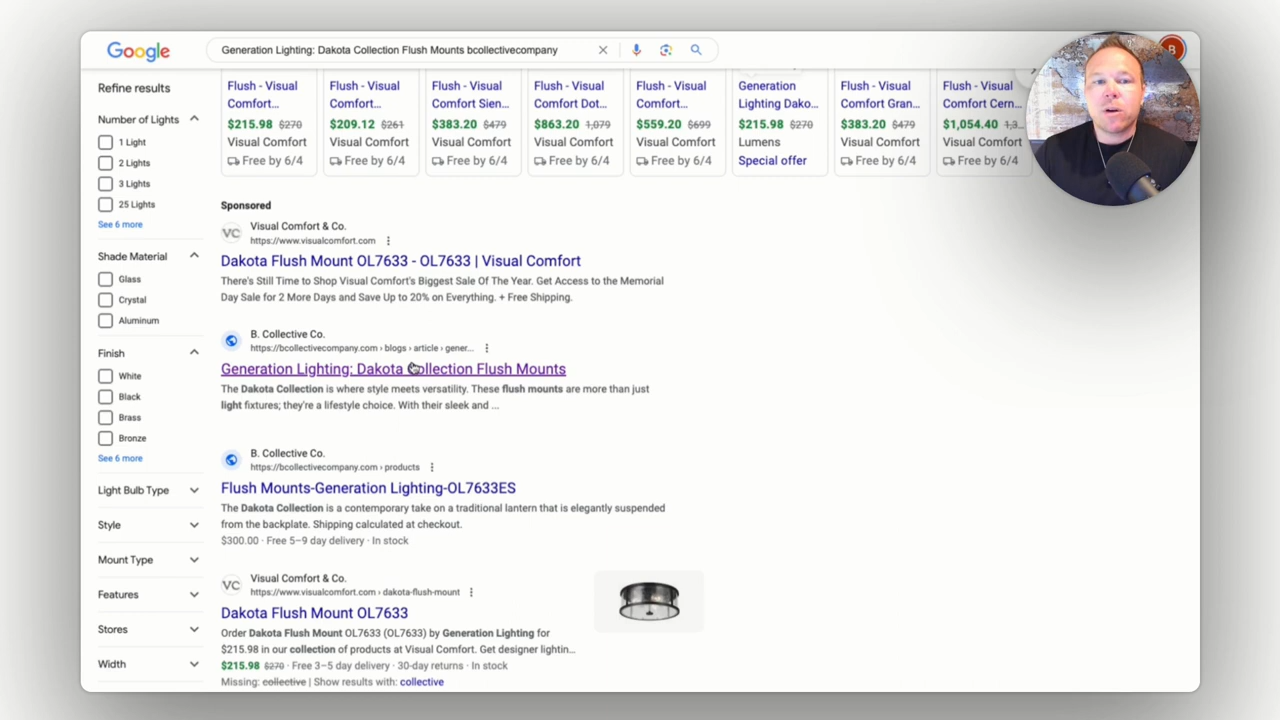 Google
Generation Lighting: Dakota Collection Flush Mounts bcollectivecompany
B
Refine results
Number of Lights
1 Light
2 Lights
3 Lights
25 Lights
See 6 more
Shade Material
Glass
Crystal
Aluminum
Finish
White
Black
Brass
Bronze
See 6 more
Light Bulb Type
Style
Mount Type
Features
Stores
Width
Flush - Visual
Comfort...
$215.98 $270
Visual Comfort
Free by 6/4
Flush - Visual
Comfort...
$209.12 $261
Visual Comfort
Free by 6/4
Flush - Visual
Comfort Sien...
$383.20 $479
Visual Comfort
Free by 6/4
Flush - Visual
Comfort Dot...
$863.20 1,079
Visual Comfort
Free by 6/4
Flush - Visual
Comfort...
$559.20 $699
Visual Comfort
Free by 6/4
Generation
Lighting Dako...
$215.98 $270
Lumens
Special offer
Flush - Visual
Comfort Gran...
$383.20 $479
Visual Comfort
Free by 6/4
Flush - Visual
Comfort Cern...
$1,054.40 1,3...
Visual Comfort
Free by 6/4
Sponsored
VC
Visual Comfort & Co.
https://www.visualcomfort.com
Dakota Flush Mount OL7633 - OL7633 | Visual Comfort
There's Still Time to Shop Visual Comfort's Biggest Sale Of The Year. Get Access to the Memorial
Day Sale for 2 More Days and Save Up to 20% on Everything. + Free Shipping.
B. Collective Co.
https://bcollectivecompany.com › blogs › article › gener...
Generation Lighting: Dakota Collection Flush Mounts
The Dakota Collection is where style meets versatility. These flush mounts are more than just
light fixtures; they're a lifestyle choice. With their sleek and ...
B. Collective Co.
https://bcollectivecompany.com › products
Flush Mounts-Generation Lighting-OL7633ES
The Dakota Collection is a contemporary take on a traditional lantern that is elegantly suspended
from the backplate. Shipping calculated at checkout.
$300.00 · Free 5–9 day delivery · In stock
VC
Visual Comfort & Co.
https://www.visualcomfort.com › dakota-flush-mount
Dakota Flush Mount OL7633
Order Dakota Flush Mount OL7633 (OL7633) by Generation Lighting for
$215.98 in our collection of products at Visual Comfort. Get designer lightin...
$215.98 $270 · Free 3–5 day delivery · 30-day returns · In stock
Missing: collective | Show results with: collective